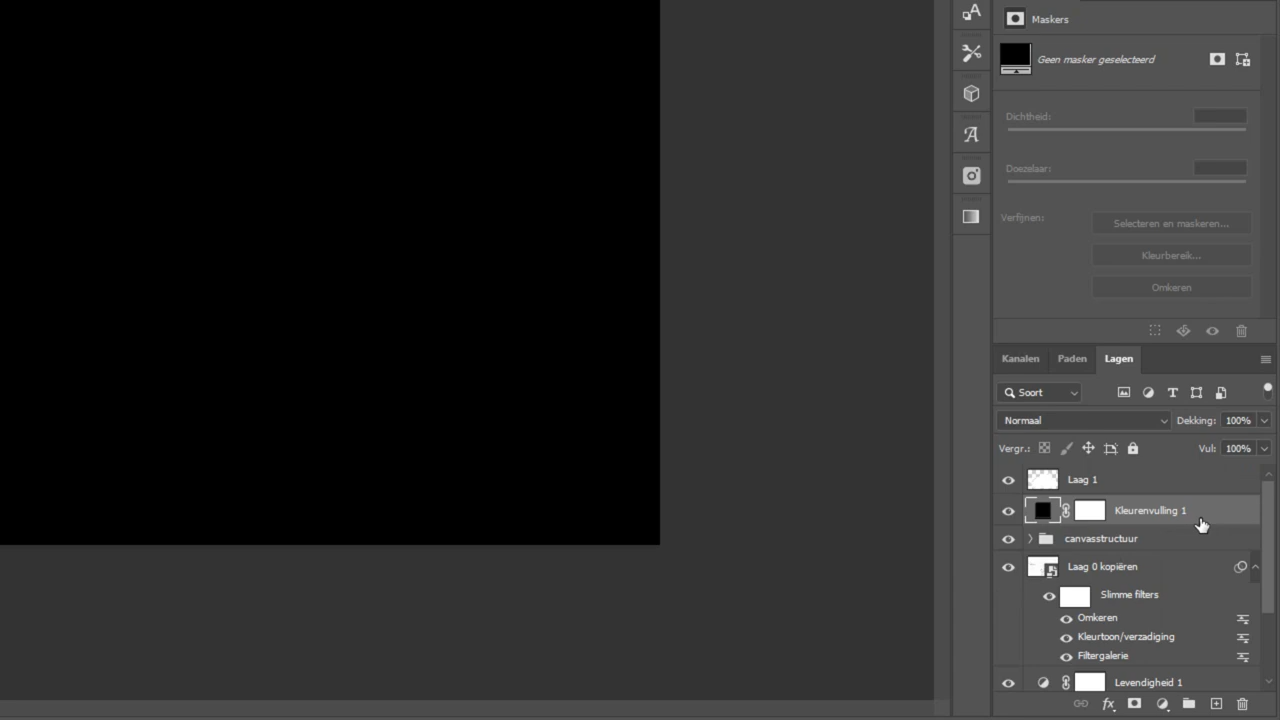 Maskers
Geen masker geselecteerd
Dichtheid:
Doezelaar:
Verfijnen:
Selecteren en maskeren...
Kleurbereik...
Omkeren
Kanalen Paden Lagen
Soort
Normaal Dekking: 100%
Vergr.: Vul: 100%
Laag 1
Kleurenvulling 1
canvasstructuur
Laag 0 kopiëren
Slimme filters
Omkeren
Kleurtoon/verzadiging
Filtergalerie
Levendigheid 1